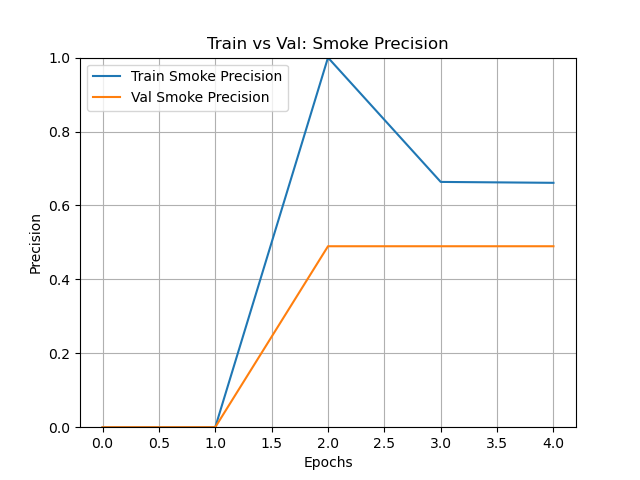 Train vs Val: Smoke Precision
Train Smoke Precision
Val Smoke Precision
Precision
1.0
0.8
0.6
0.4
0.2
0.0
0.0 0.5 1.0 1.5 2.0 2.5 3.0 3.5 4.0
Epochs